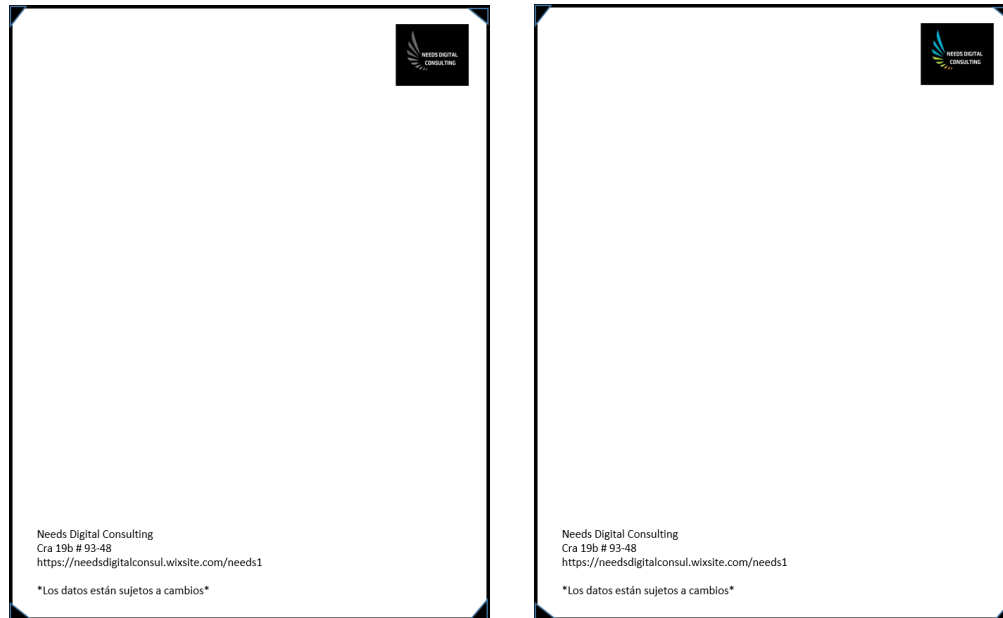 NEEDS DIGITAL
CONSULTING
Needs Digital Consulting
Cra 19b # 93-48
https://needsdigitalconsul.wixsite.com/needs1
*Los datos están sujetos a cambios*
NEEDS DIGITAL
CONSULTING
Needs Digital Consulting
Cra 19b # 93-48
https://needsdigitalconsul.wixsite.com/needs1
*Los datos están sujetos a cambios*